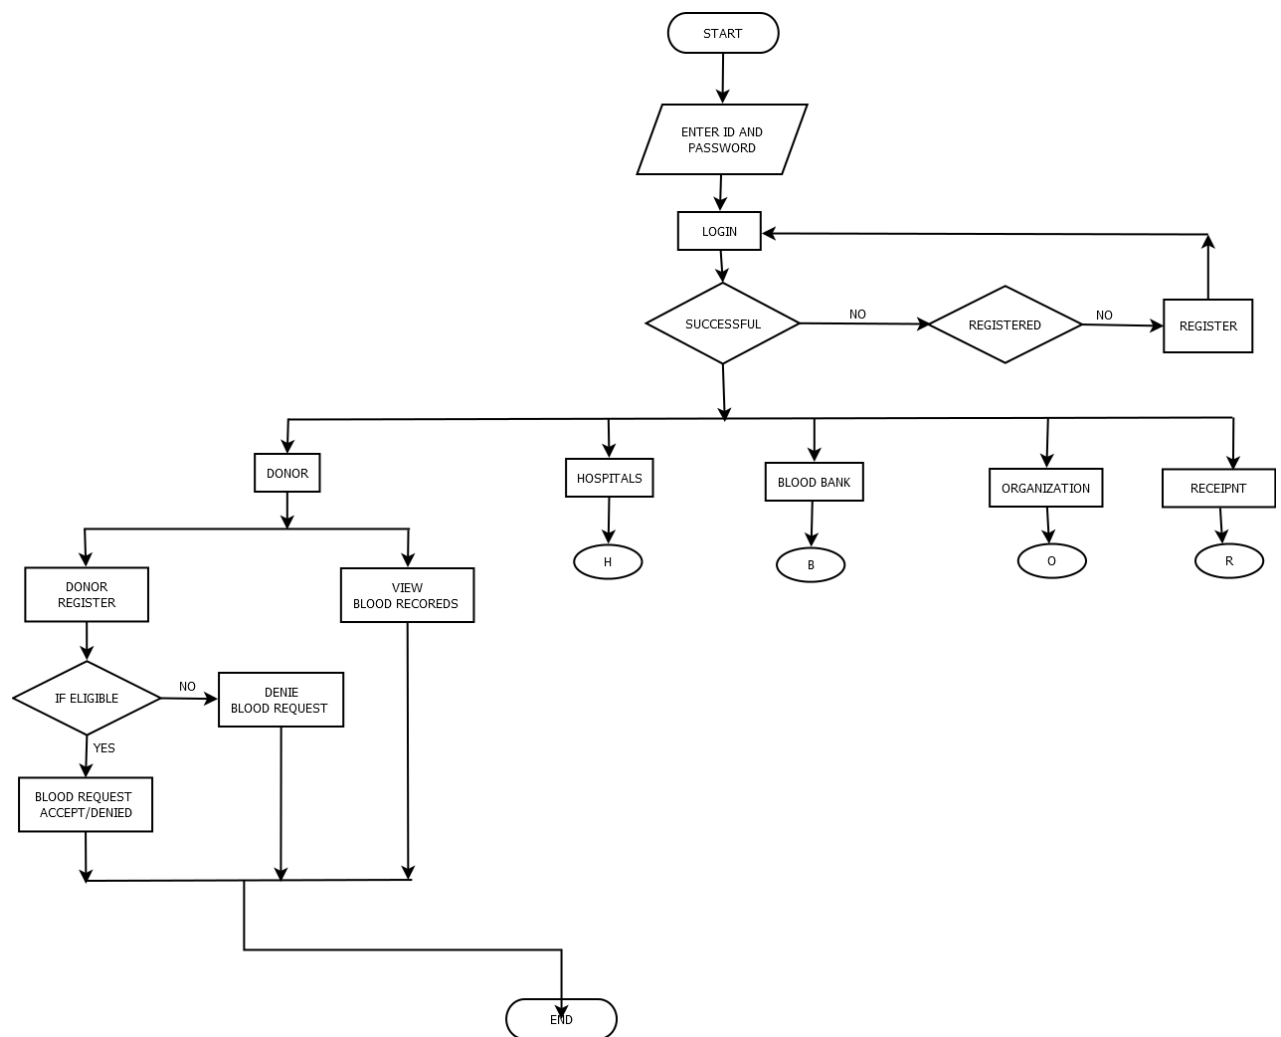 START
ENTER ID AND
PASSWORD
LOGIN
SUCCESSFUL
NO
REGISTERED
NO
REGISTER
DONOR
HOSPITALS
BLOOD BANK
ORGANIZATION
RECEIPNT
H
B
O
R
DONOR
REGISTER
VIEW
BLOOD RECOREDS
IF ELIGIBLE
NO
DENIE
BLOOD REQUEST
YES
BLOOD REQUEST
ACCEPT/DENIED
END